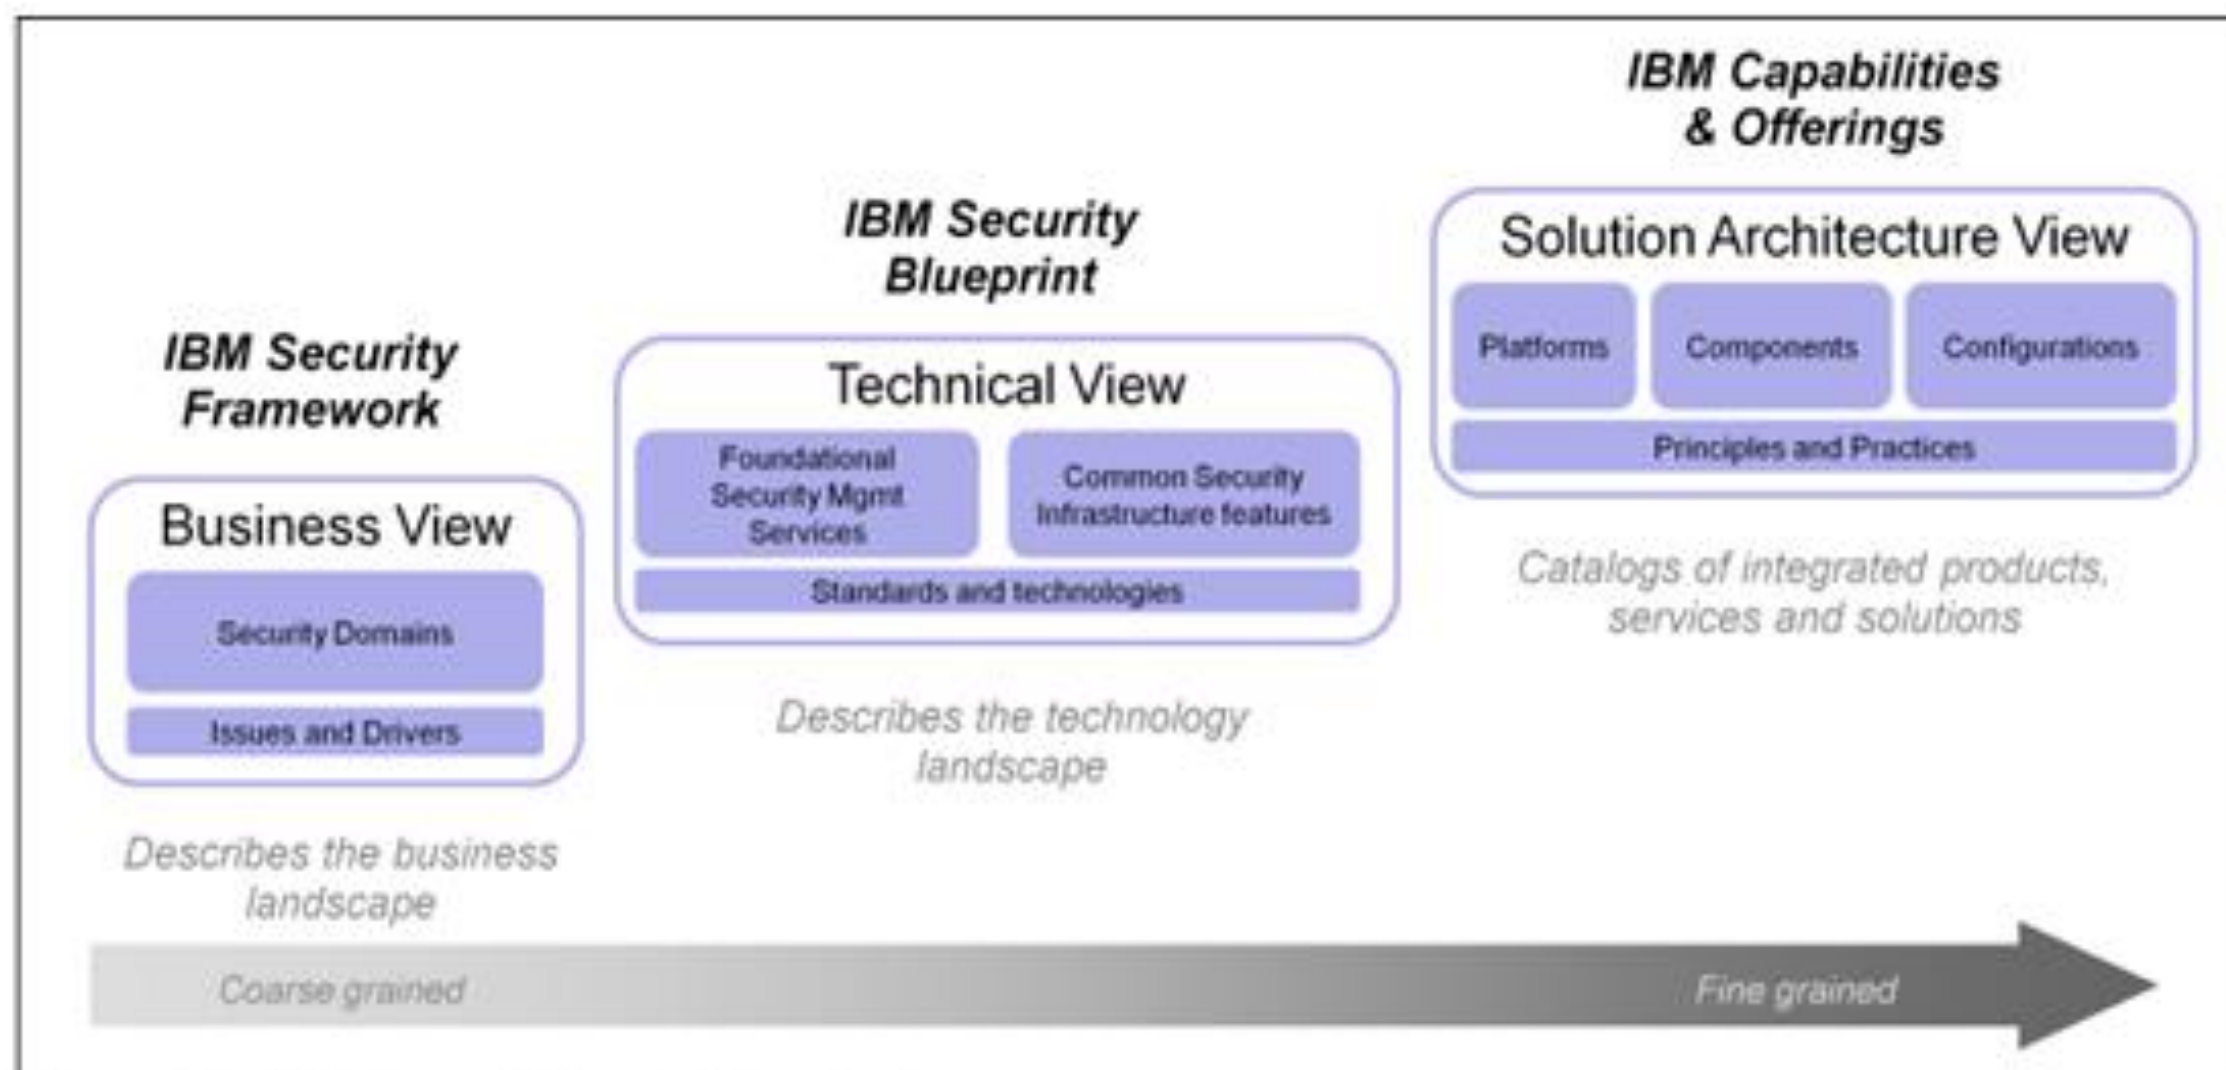 IBM Security
Framework
Business View
Security Domains
Issues and Drivers
Describes the business
landscape
IBM Security
Blueprint
Technical View
Foundational
Security Mgmt
Services
Common Security
Infrastructure features
Standards and technologies
Describes the technology
landscape
IBM Capabilities
& Offerings
Solution Architecture View
Platforms
Components
Configurations
Principles and Practices
Catalogs of integrated products,
services and solutions
Coarse grained
Fine grained